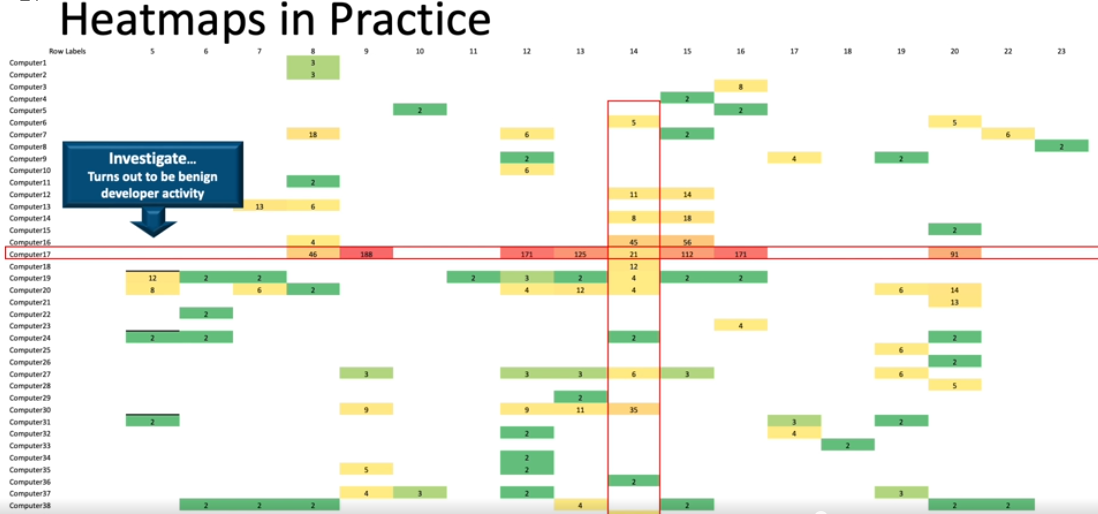 Heatmaps in Practice
Row Labels 5 6 7 8 9 10 11 12 13 14 15 16 17 18 19 20 22 23
Computer1 3
Computer2 3
Computer3 8
Computer4 2
Computer5 2 2
Computer6 5 5
Computer7 18 6 2 6
Computer8 2
Computer9 2 4 2
Computer10 6
Computer11 2
Computer12 11 14
Computer13 13 6
Computer14 8 18
Computer15 2
Computer16 4 45 56
Computer17 46 188 171 125 21 112 171 91
Computer18 12
Computer19 12 2 2 2 3 2 4 2 2
Computer20 8 6 2 4 12 4 6 14
Computer21 13
Computer22 2
Computer23 4
Computer24 2 2 2 2
Computer25 6
Computer26 2
Computer27 3 3 3 6 3 6
Computer28 5
Computer29 2
Computer30 9 9 11 35
Computer31 2 3 2
Computer32 2 4
Computer33 2
Computer34 2
Computer35 5 2
Computer36 2
Computer37 4 3 2 3
Computer38 2 2 2 4 2 2 2
Investigate...
Turns out to be benign
developer activity